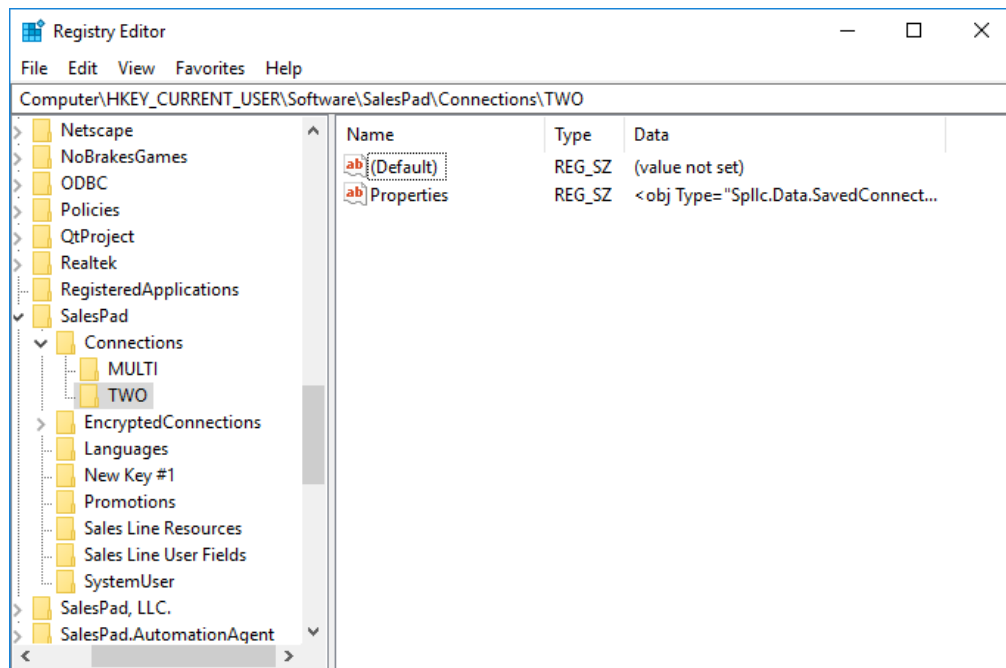 Registry Editor
File Edit View Favorites Help
Computer\HKEY_CURRENT_USER\Software\SalesPad\Connections\TWO
Netscape
NoBrakesGames
ODBC
Policies
QtProject
Realtek
RegisteredApplications
SalesPad
Connections
MULTI
TWO
EncryptedConnections
Languages
New Key #1
Promotions
Sales Line Resources
Sales Line User Fields
SystemUser
SalesPad, LLC.
SalesPad.AutomationAgent
Name Type Data
ab (Default) REG_SZ (value not set)
ab Properties REG_SZ <obj Type="Spllc.Data.SavedConnect...